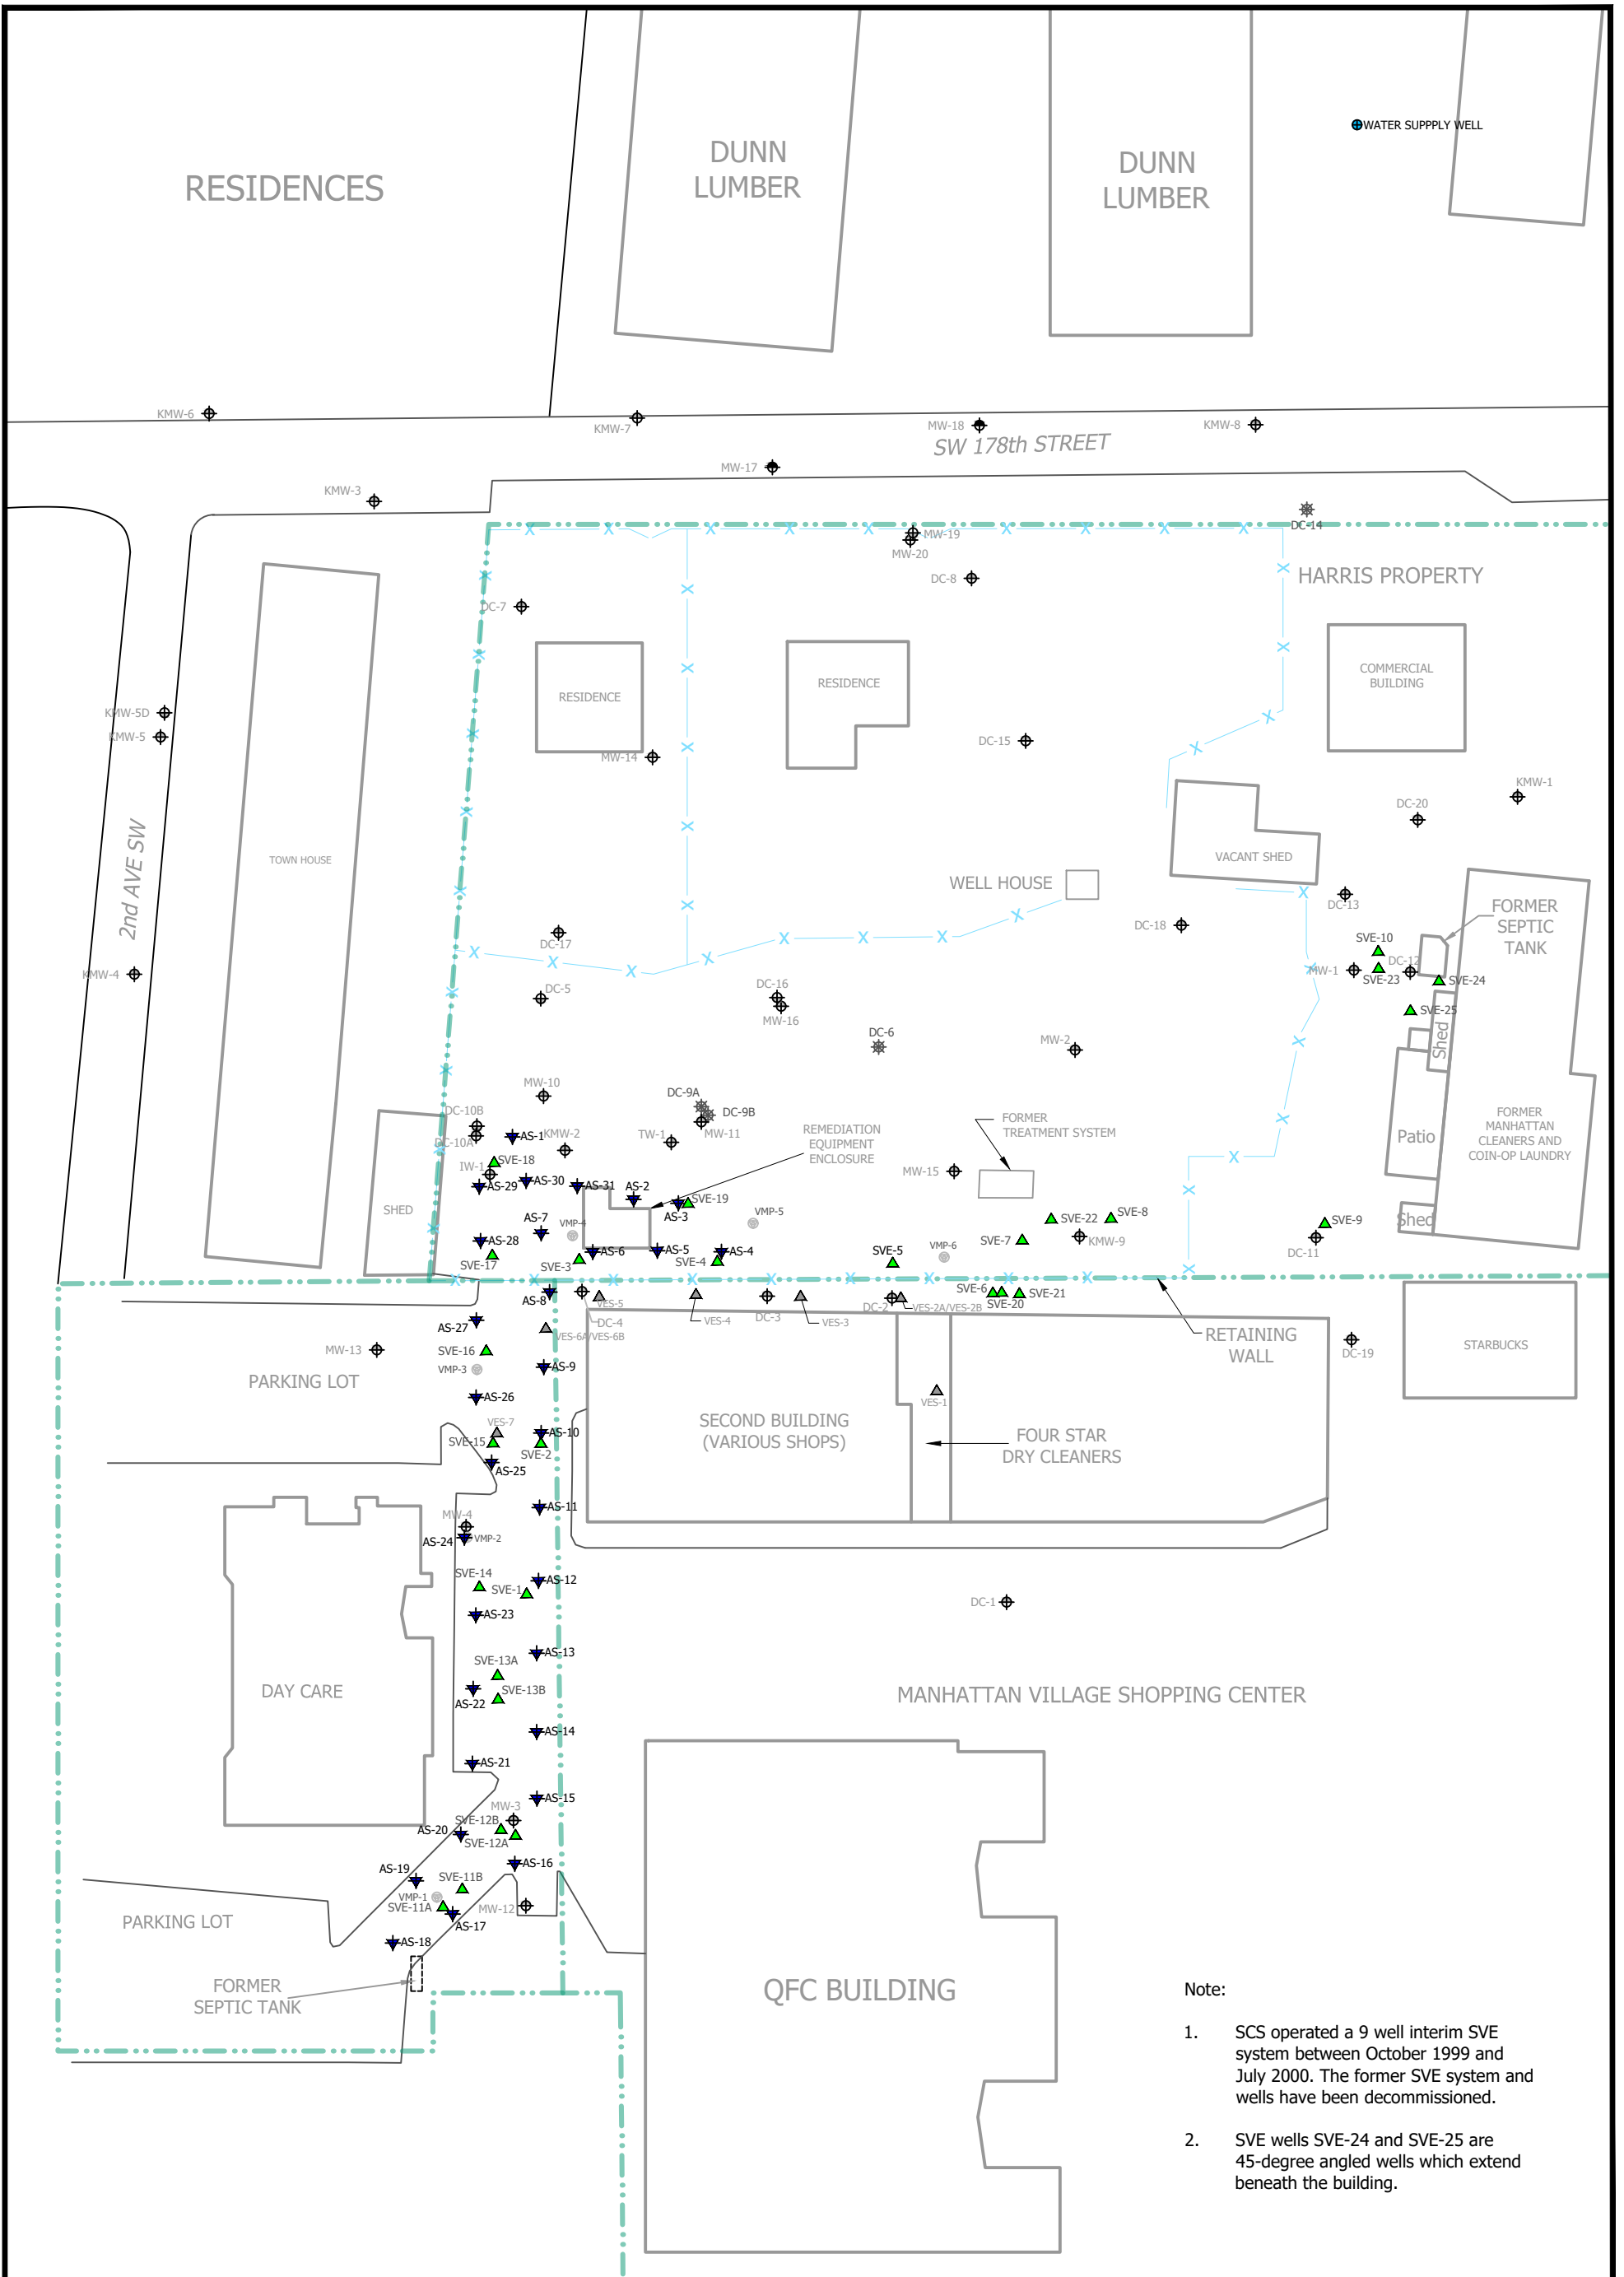 WATER SUPPPLY WELL
RESIDENCES
DUNN
LUMBER
DUNN
LUMBER
KMW-6
KMW-7
MW-18
KMW-8
SW 178th STREET
MW-17
KMW-3
DC-14
MW-19
MW-20
HARRIS PROPERTY
DC-8
DC-7
COMMERCIAL
BUILDING
RESIDENCE
RESIDENCE
KMW-5D
KMW-5
DC-15
MW-14
KMW-1
DC-20
2nd AVE SW
TOWN HOUSE
VACANT SHED
WELL HOUSE
DC-13
FORMER
SEPTIC
TANK
DC-18
DC-17
SVE-10
DC-12
KMW-4
MW-1
SVE-23
SVE-24
DC-5
DC-16
MW-16
SVE-25
DC-6
MW-2
Shed
MW-10
DC-9A
DC-9B
DC-10B
DC-10A
AS-1
KMW-2
TW-1
MW-11
REMEDIATION
EQUIPMENT
ENCLOSURE
FORMER
TREATMENT SYSTEM
FORMER
MANHATTAN
CLEANERS AND
COIN-OP LAUNDRY
Patio
SVE-18
IW-1
MW-15
AS-29
AS-30
AS-31
AS-2
SVE-19
AS-3
SHED
VMP-5
SVE-22
SVE-8
Shed
SVE-9
AS-7
VMP-4
AS-28
SVE-7
KMW-9
DC-11
AS-6
AS-5
AS-4
SVE-17
SVE-3
SVE-4
SVE-5
VMP-6
AS-8
VES-5
DC-4
VES-4
DC-3
VES-3
DC-2
VES-2A/VES-2B
SVE-6
SVE-20
SVE-21
AS-27
VES-6A/VES-6B
RETAINING
WALL
DC-19
STARBUCKS
MW-13
SVE-16
VMP-3
AS-9
PARKING LOT
AS-26
VES-1
SECOND BUILDING
(VARIOUS SHOPS)
FOUR STAR
DRY CLEANERS
VES-7
AS-10
SVE-15
SVE-2
AS-25
AS-11
MW-4
AS-24
VMP-2
SVE-14
SVE-1
AS-12
DC-1
AS-23
AS-13
SVE-13A
DAY CARE
SVE-13B
AS-22
MANHATTAN VILLAGE SHOPPING CENTER
AS-14
AS-21
AS-15
MW-3
SVE-12B
AS-20
SVE-12A
AS-16
AS-19
SVE-11B
VMP-1
SVE-11A
MW-12
PARKING LOT
AS-17
AS-18
FORMER
SEPTIC TANK
QFC BUILDING
Note:
1. SCS operated a 9 well interim SVE
system between October 1999 and
July 2000. The former SVE system and
wells have been decommissioned.
2. SVE wells SVE-24 and SVE-25 are
45-degree angled wells which extend
beneath the building.